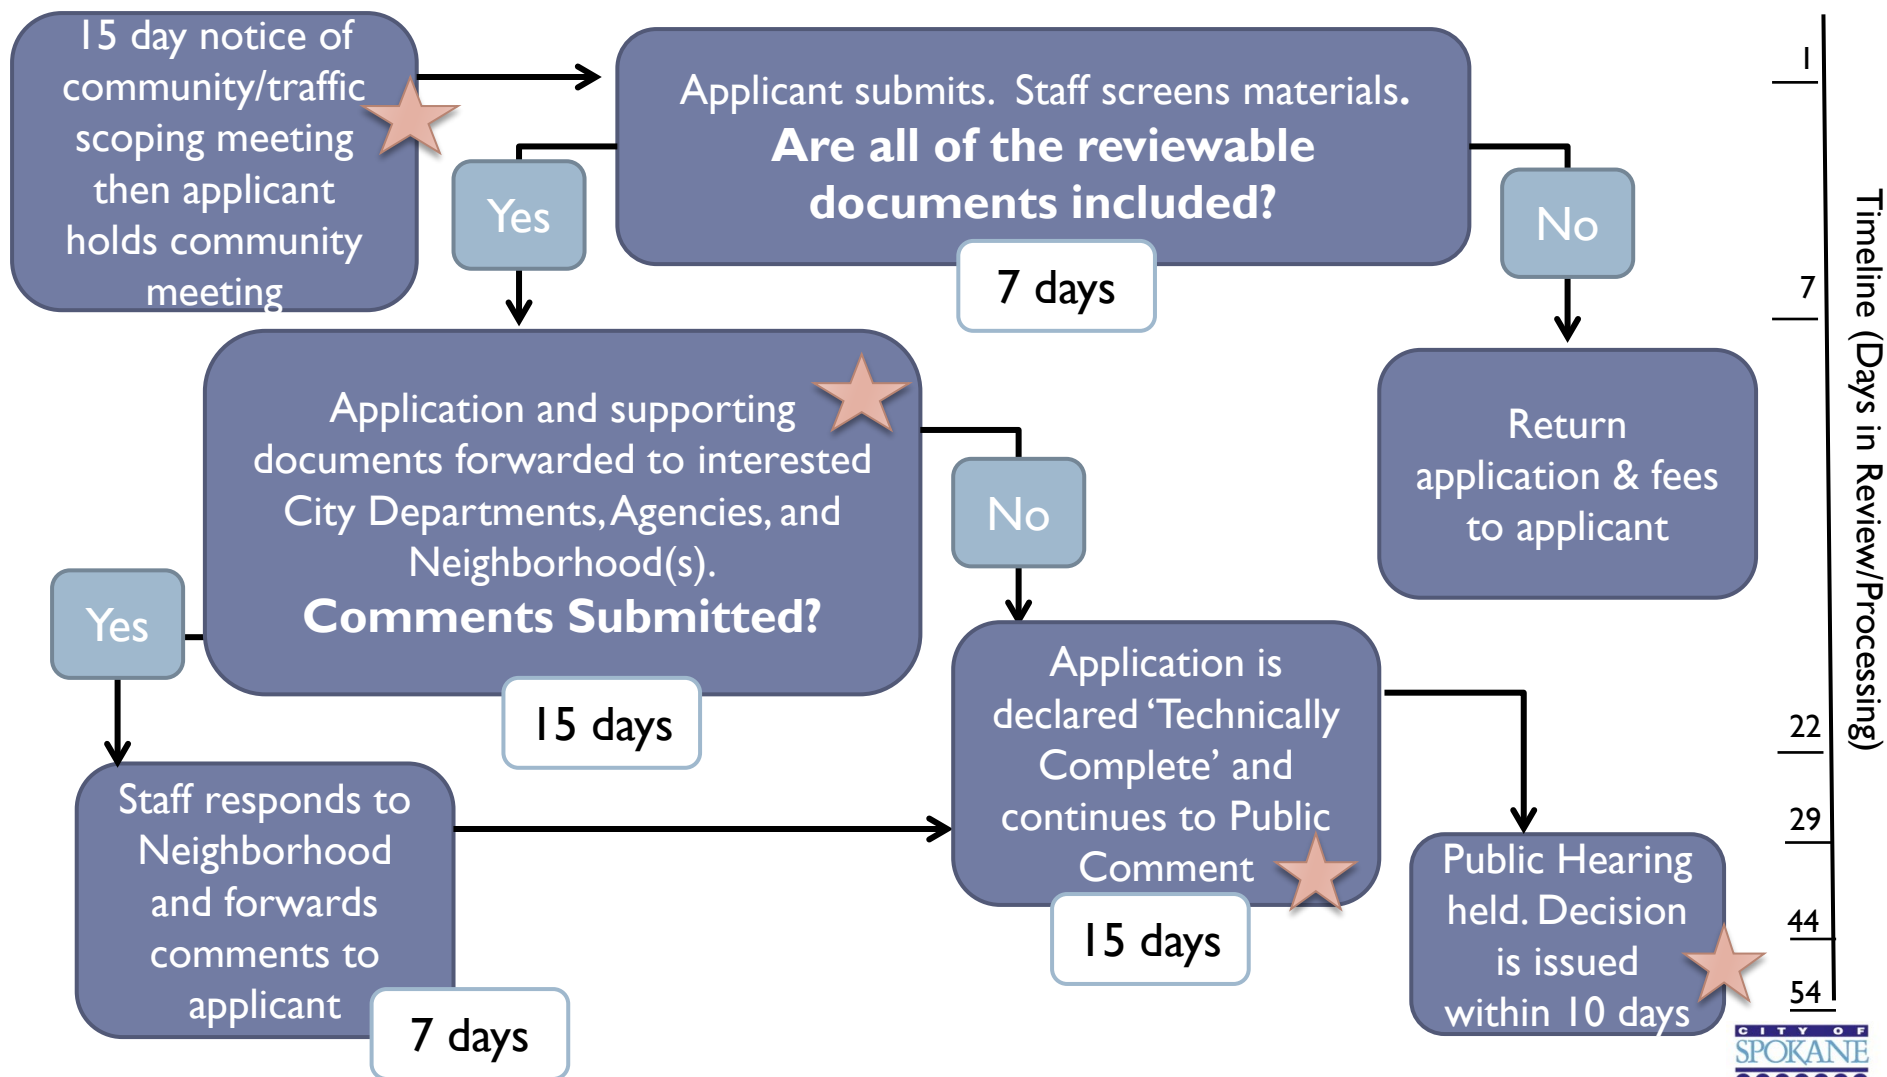 15 day notice of
community/traffic
scoping meeting
then applicant
holds community
meeting
Applicant submits. Staff screens materials.
Are all of the reviewable
documents included?
7 days
Yes
No
Return
application & fees
to applicant
Application and supporting
documents forwarded to interested
City Departments, Agencies, and
Neighborhood(s).
Comments Submitted?
15 days
Yes
No
Staff responds to
Neighborhood
and forwards
comments to
applicant
7 days
Application is
declared ‘Technically
Complete’ and
continues to Public
Comment
15 days
Public Hearing
held. Decision
is issued
within 10 days
1
7
22
29
44
54
Timeline (Days in Review/Processing)
CITY OF
SPOKANE